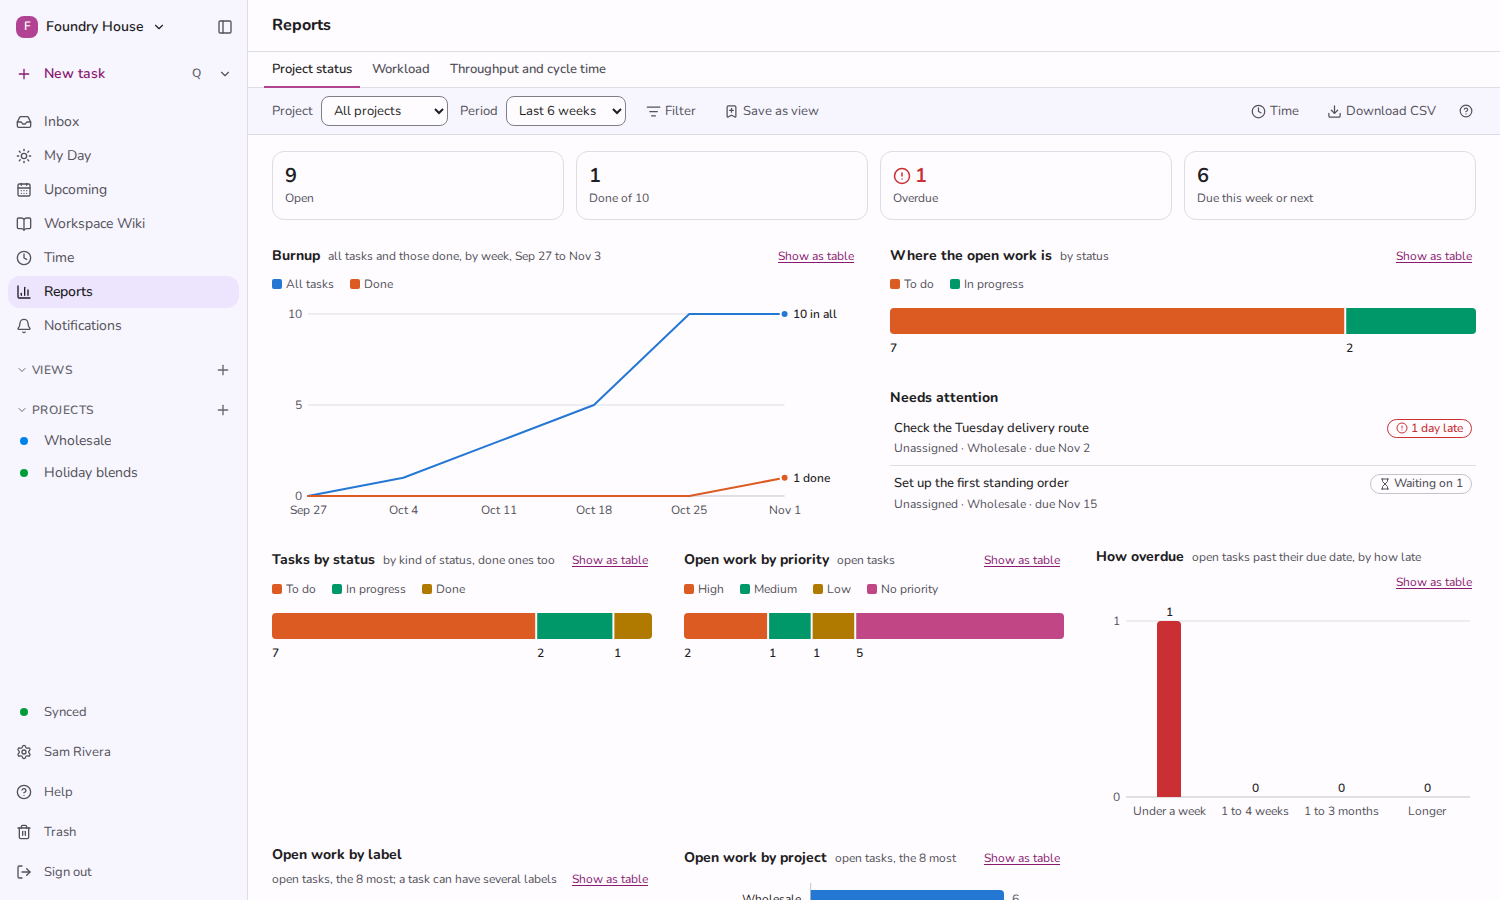 F Foundry House
New task Q
Inbox
My Day
Upcoming
Workspace Wiki
Time
Reports
Notifications
VIEWS
PROJECTS
Wholesale
Holiday blends
Synced
Sam Rivera
Help
Trash
Sign out
Reports
Project status Workload Throughput and cycle time
Project All projects Period Last 6 weeks Filter Save as view Time Download CSV
9
Open
1
Done of 10
1
Overdue
6
Due this week or next
Burnup all tasks and those done, by week, Sep 27 to Nov 3 Show as table
All tasks Done
10 10 in all
5
1 done
0
Sep 27 Oct 4 Oct 11 Oct 18 Oct 25 Nov 1
Where the open work is by status Show as table
To do In progress
7 2
Needs attention
Check the Tuesday delivery route 1 day late
Unassigned · Wholesale · due Nov 2
Set up the first standing order Waiting on 1
Unassigned · Wholesale · due Nov 15
Tasks by status by kind of status, done ones too Show as table
To do In progress Done
7 2 1
Open work by priority open tasks Show as table
High Medium Low No priority
2 1 1 5
How overdue open tasks past their due date, by how late
Show as table
1
1
0 0 0 0
Under a week 1 to 4 weeks 1 to 3 months Longer
Open work by label
open tasks, the 8 most; a task can have several labels Show as table
Open work by project open tasks, the 8 most Show as table
Wholesale 6